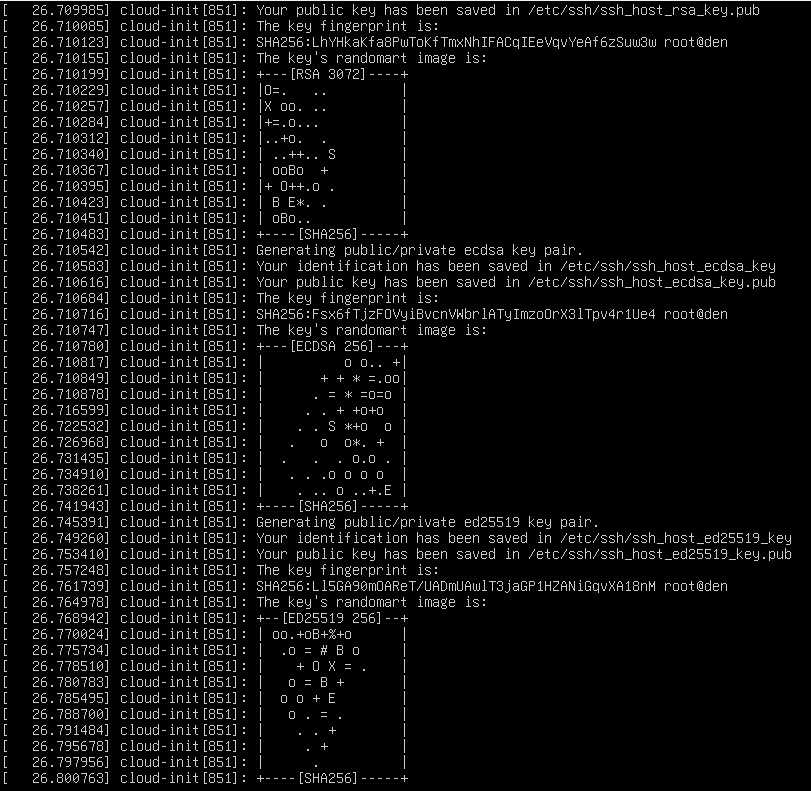 [   26.709985] cloud-init[851]: Your public key has been saved in /etc/ssh/ssh_host_rsa_key.pub
[   26.710085] cloud-init[851]: The key fingerprint is:
[   26.710123] cloud-init[851]: SHA256:LhYHkaKfa8PwToKfTmxNhIFACqIEeVqvYeAf6zSuw3w root@den
[   26.710155] cloud-init[851]: The key's randomart image is:
[   26.710199] cloud-init[851]: +---[RSA 3072]----+
[   26.710229] cloud-init[851]: |O=.   ..         |
[   26.710257] cloud-init[851]: |X oo. ..         |
[   26.710284] cloud-init[851]: |+=.o...          |
[   26.710312] cloud-init[851]: |..+o.  .         |
[   26.710340] cloud-init[851]: | ..++.. S        |
[   26.710367] cloud-init[851]: | ooBo  +         |
[   26.710395] cloud-init[851]: |+ O++.o .        |
[   26.710423] cloud-init[851]: | B E*. .         |
[   26.710451] cloud-init[851]: | oBo..           |
[   26.710483] cloud-init[851]: +----[SHA256]-----+
[   26.710542] cloud-init[851]: Generating public/private ecdsa key pair.
[   26.710583] cloud-init[851]: Your identification has been saved in /etc/ssh/ssh_host_ecdsa_key
[   26.710616] cloud-init[851]: Your public key has been saved in /etc/ssh/ssh_host_ecdsa_key.pub
[   26.710684] cloud-init[851]: The key fingerprint is:
[   26.710716] cloud-init[851]: SHA256:Fsx6fTjzFOVyiBvcnVWbrlATyImzoOrX3lTpv4r1Ue4 root@den
[   26.710747] cloud-init[851]: The key's randomart image is:
[   26.710780] cloud-init[851]: +---[ECDSA 256]---+
[   26.710817] cloud-init[851]: |          o o.. +|
[   26.710849] cloud-init[851]: |       + + * =.oo|
[   26.710878] cloud-init[851]: |      . = * =o=o |
[   26.716599] cloud-init[851]: |     . . + +o+o  |
[   26.722532] cloud-init[851]: |    . . S *+o  o |
[   26.726968] cloud-init[851]: |   .   o  o*. +  |
[   26.731435] cloud-init[851]: |  .   .  . o.o . |
[   26.734910] cloud-init[851]: |   . . .o o o o  |
[   26.738261] cloud-init[851]: |    . .. o ..+.E |
[   26.741943] cloud-init[851]: +----[SHA256]-----+
[   26.745391] cloud-init[851]: Generating public/private ed25519 key pair.
[   26.749260] cloud-init[851]: Your identification has been saved in /etc/ssh/ssh_host_ed25519_key
[   26.753410] cloud-init[851]: Your public key has been saved in /etc/ssh/ssh_host_ed25519_key.pub
[   26.757248] cloud-init[851]: The key fingerprint is:
[   26.761739] cloud-init[851]: SHA256:Ll5GA90mOAReT/UADmUAwlT3jaGP1HZANiGqvXA18nM root@den
[   26.764978] cloud-init[851]: The key's randomart image is:
[   26.768942] cloud-init[851]: +--[ED25519 256]--+
[   26.770024] cloud-init[851]: | oo.+oB+%+o      |
[   26.775734] cloud-init[851]: |  .o = # B o     |
[   26.778510] cloud-init[851]: |    + O X = .    |
[   26.780783] cloud-init[851]: |   o = B +       |
[   26.785495] cloud-init[851]: |  o o + E        |
[   26.788700] cloud-init[851]: |   o . = .       |
[   26.791484] cloud-init[851]: |    . . +        |
[   26.795678] cloud-init[851]: |     . +         |
[   26.797956] cloud-init[851]: |      .          |
[   26.800763] cloud-init[851]: +----[SHA256]-----+